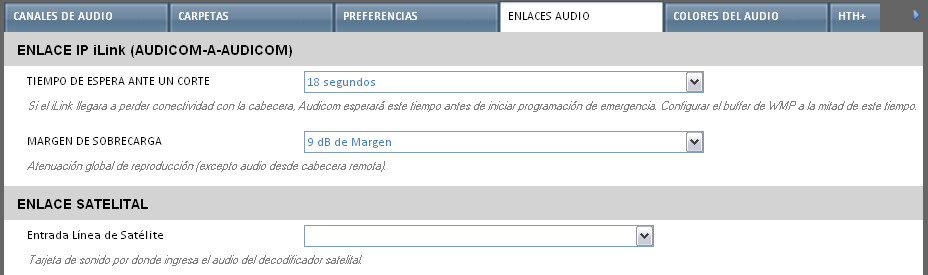 CANALES DE AUDIO CARPETAS PREFERENCIAS ENLACES AUDIO COLORES DEL AUDIO HTH+
ENLACE IP iLink (AUDICOM-A-AUDICOM)
TIEMPO DE ESPERA ANTE UN CORTE 18 segundos
Si el iLink llegara a perder conectividad con la cabecera, Audicom esperará este tiempo antes de iniciar programación de emergencia. Configurar el buffer de WMP a la mitad de este tiempo.
MARGEN DE SOBRECARGA 9 dB de Margen
Atenuación global de reproducción (excepto audio desde cabecera remota).
ENLACE SATELITAL
Entrada Línea de Satélite
Tarjeta de sonido por donde ingresa el audio del decodificador satelital.